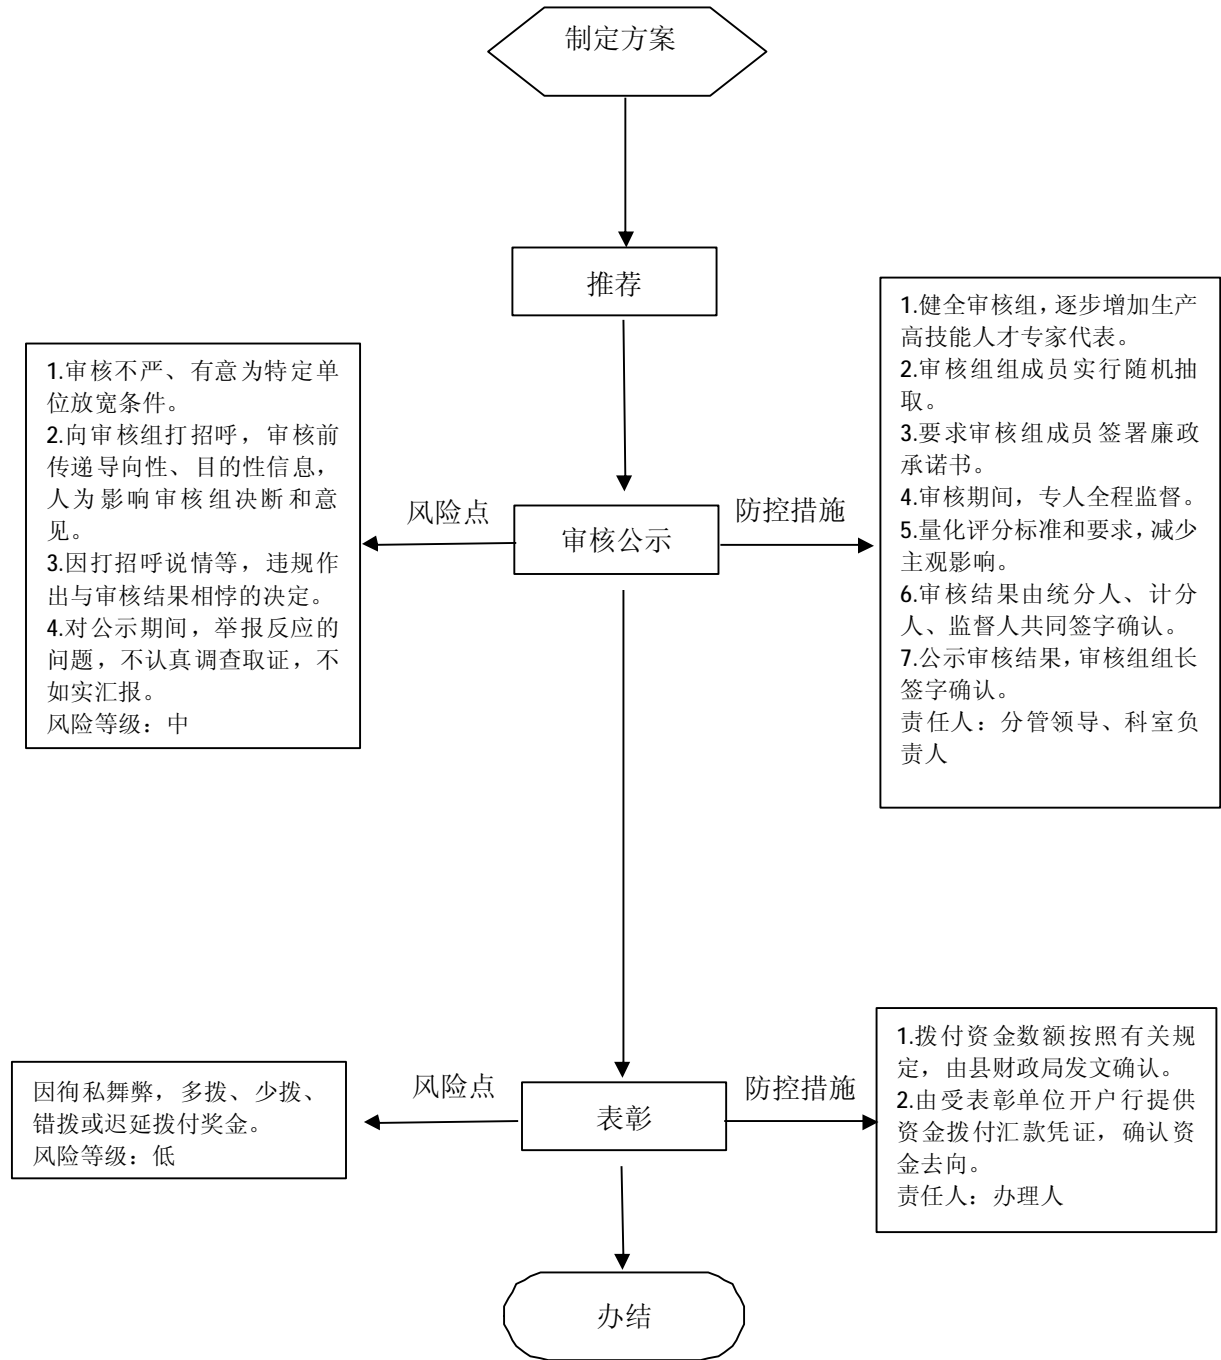 制定方案
推荐
1.审核不严、有意为特定单
位放宽条件。
2.向审核组打招呼，审核前
传递导向性、目的性信息，
人为影响审核组决断和意
见。
3.因打招呼说情等，违规作
出与审核结果相悖的决定。
4.对公示期间，举报反应的
问题，不认真调查取证，不
如实汇报。
风险等级：中
风险点
审核公示
防控措施
1.健全审核组，逐步增加生产
高技能人才专家代表。
2.审核组组成员实行随机抽
取。
3.要求审核组成员签署廉政
承诺书。
4.审核期间，专人全程监督。
5.量化评分标准和要求，减少
主观影响。
6.审核结果由统分人、计分
人、监督人共同签字确认。
7.公示审核结果，审核组组长
签字确认。
责任人：分管领导、科室负
责人
因徇私舞弊，多拨、少拨、
错拨或迟延拨付奖金。
风险等级：低
风险点
表彰
防控措施
1.拨付资金数额按照有关规
定，由县财政局发文确认。
2.由受表彰单位开户行提供
资金拨付汇款凭证，确认资
金去向。
责任人：办理人
办结